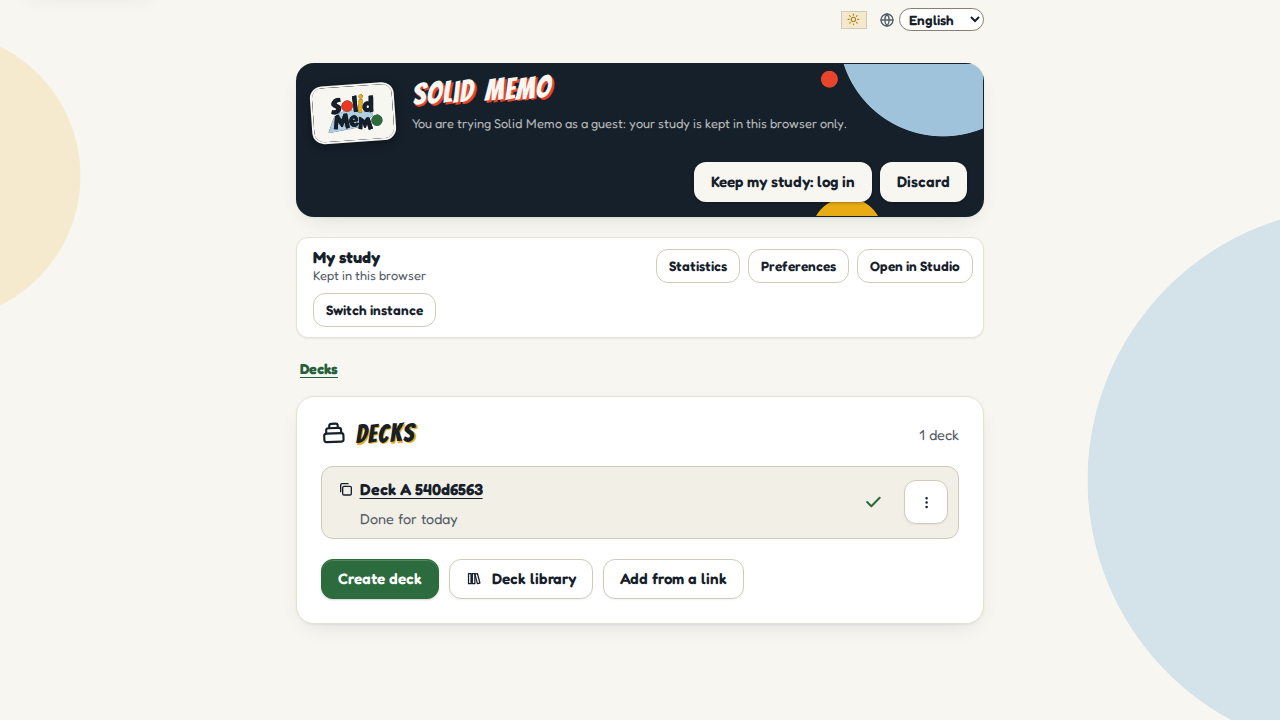 English
Solid
Memo
SOLID MEMO
You are trying Solid Memo as a guest: your study is kept in this browser only.
Keep my study: log in
Discard
My study
Kept in this browser
Statistics
Preferences
Open in Studio
Switch instance
Decks
DECKS
1 deck
Deck A 540d6563
Done for today
Create deck
Deck library
Add from a link